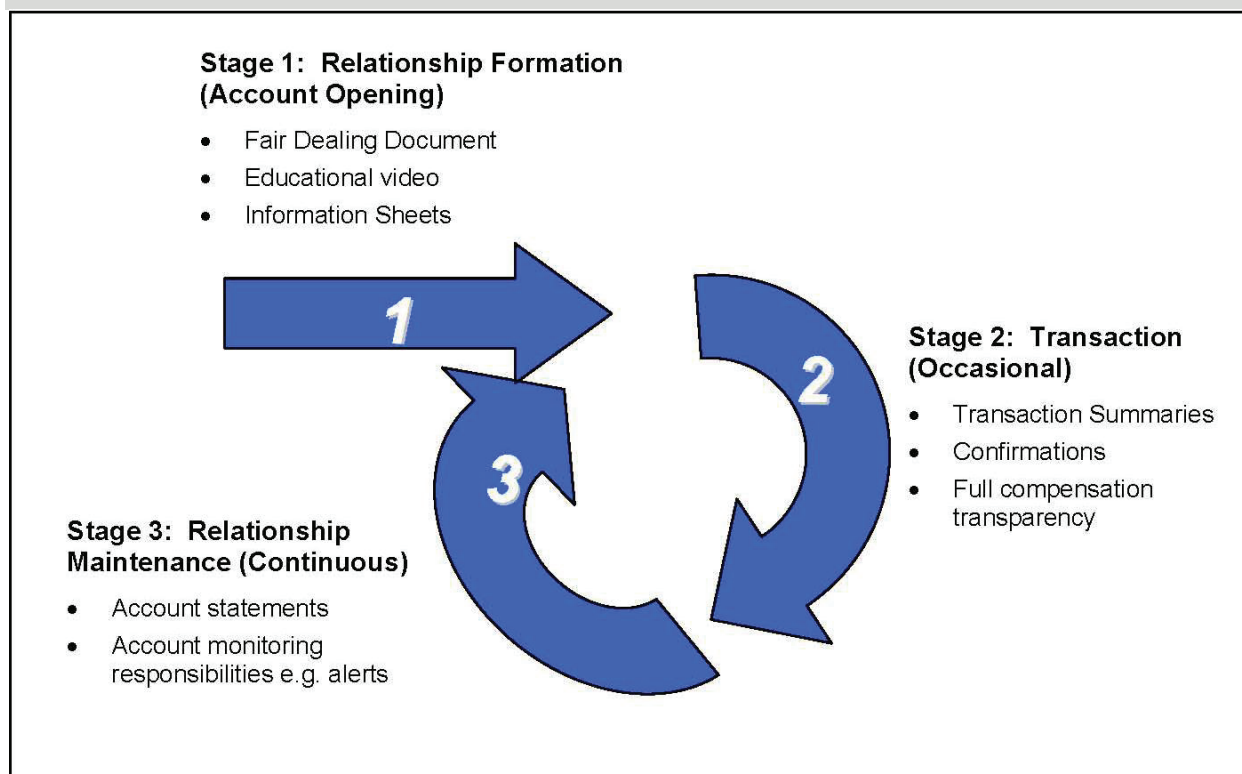 Stage 1: Relationship Formation
(Account Opening)
• Fair Dealing Document
• Educational video
• Information Sheets
1
2
Stage 2: Transaction
(Occasional)
• Transaction Summaries
• Confirmations
• Full compensation
transparency
3
Stage 3: Relationship
Maintenance (Continuous)
• Account statements
• Account monitoring
responsibilities e.g. alerts